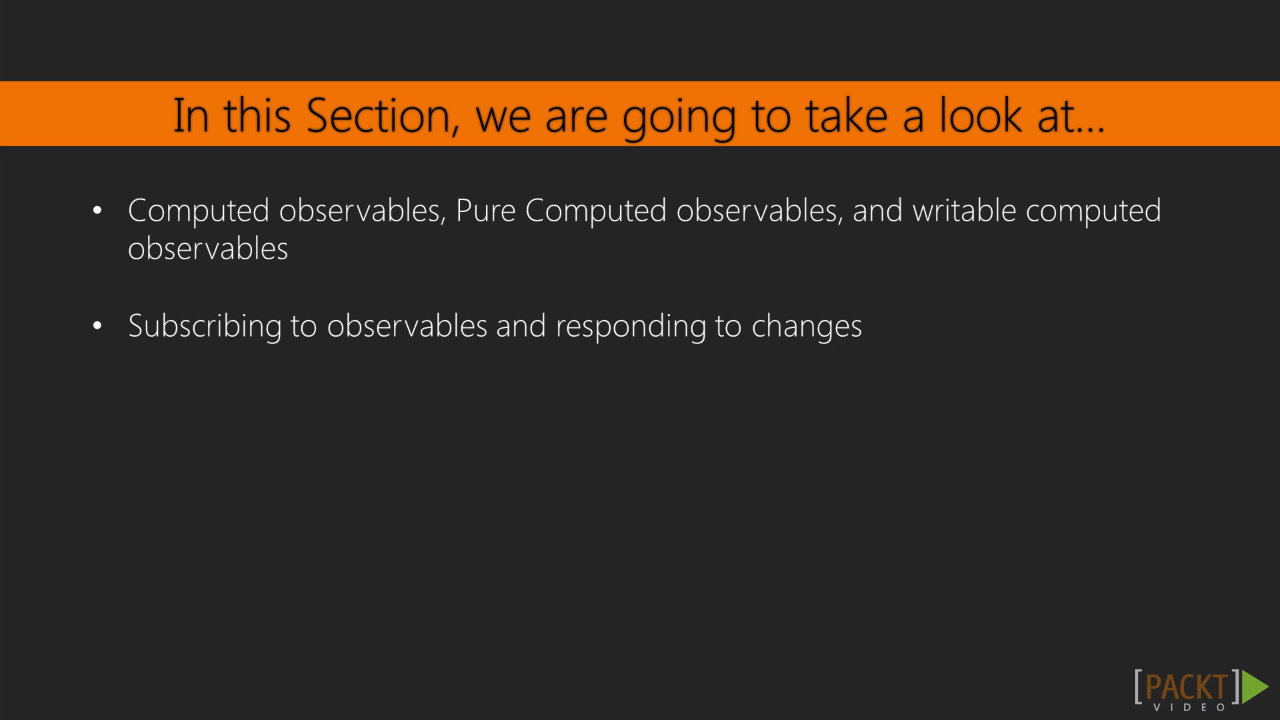 In this Section, we are going to take a look at...
• Computed observables, Pure Computed observables, and writable computed
observables
• Subscribing to observables and responding to changes
[PACKT]
VIDEO